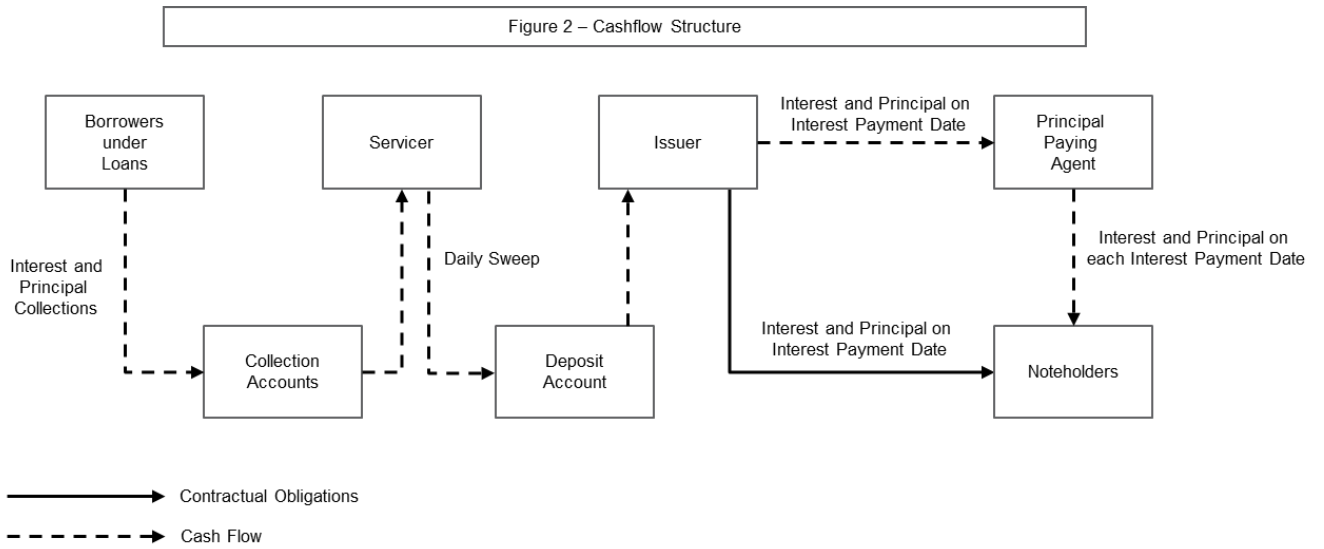 Figure 2 – Cashflow Structure
Borrowers
under
Loans
Servicer
Issuer
Interest and Principal on
Interest Payment Date
Principal
Paying
Agent
Interest and
Principal
Collections
Daily Sweep
Interest and Principal on
each Interest Payment Date
Collection
Accounts
Deposit
Account
Interest and Principal on
Interest Payment Date
Noteholders
Contractual Obligations
Cash Flow